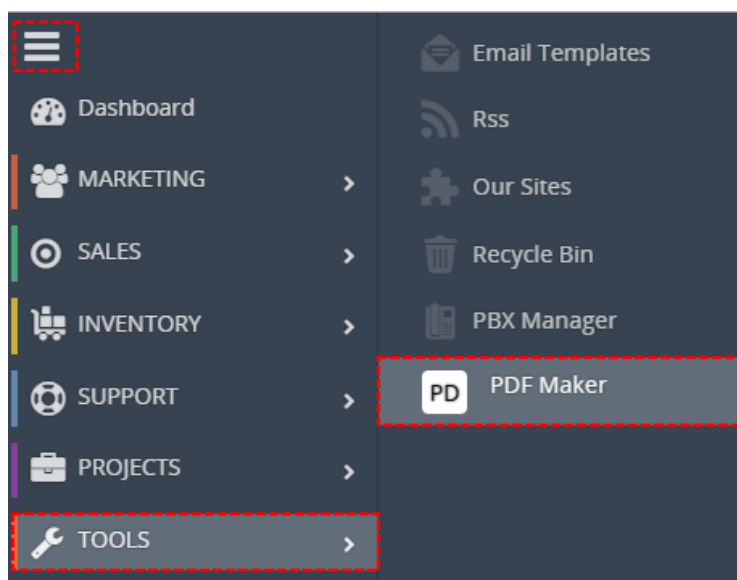 Dashboard
MARKETING
SALES
INVENTORY
SUPPORT
PROJECTS
TOOLS
Email Templates
Rss
Our Sites
Recycle Bin
PBX Manager
PD PDF Maker